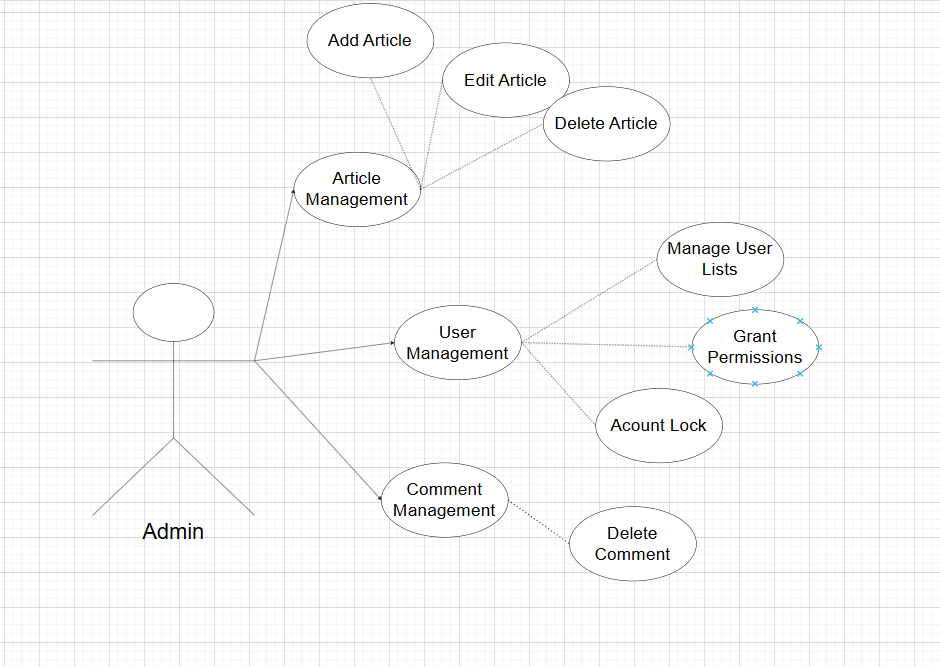 Add Article
Edit Article
Delete Article
Article
Management
Manage User
Lists
User
Management
Grant
Permissions
Acount Lock
Comment
Management
Delete
Comment
Admin